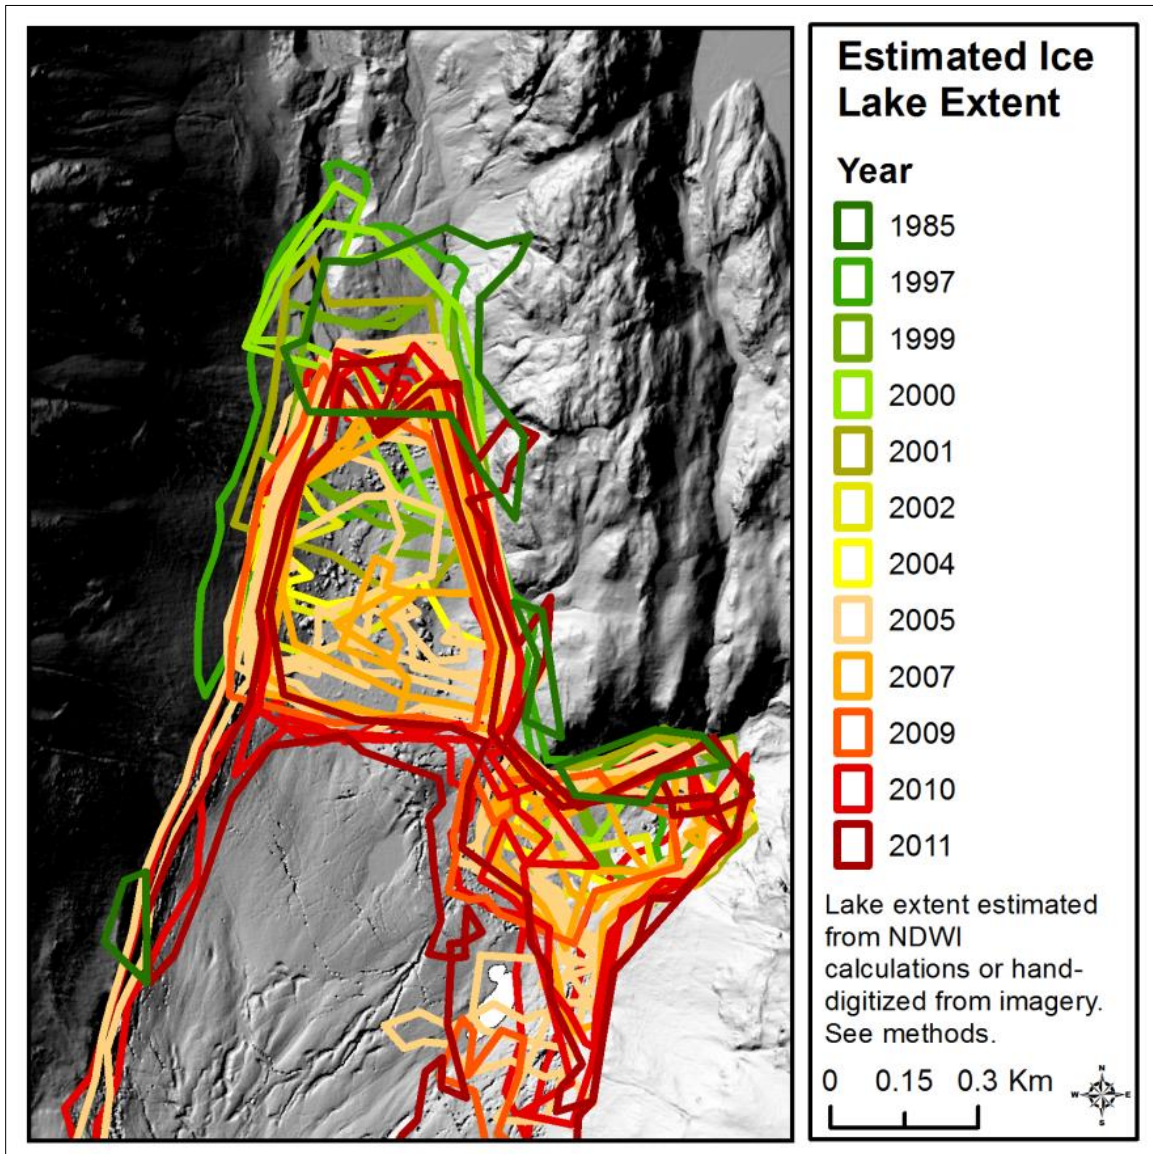 Estimated Ice
Lake Extent
Year
1985
1997
1999
2000
2001
2002
2004
2005
2007
2009
2010
2011
Lake extent estimated
from NDWI
calculations or hand-
digitized from imagery.
See methods.
0 0.15 0.3 Km
N
W E
S